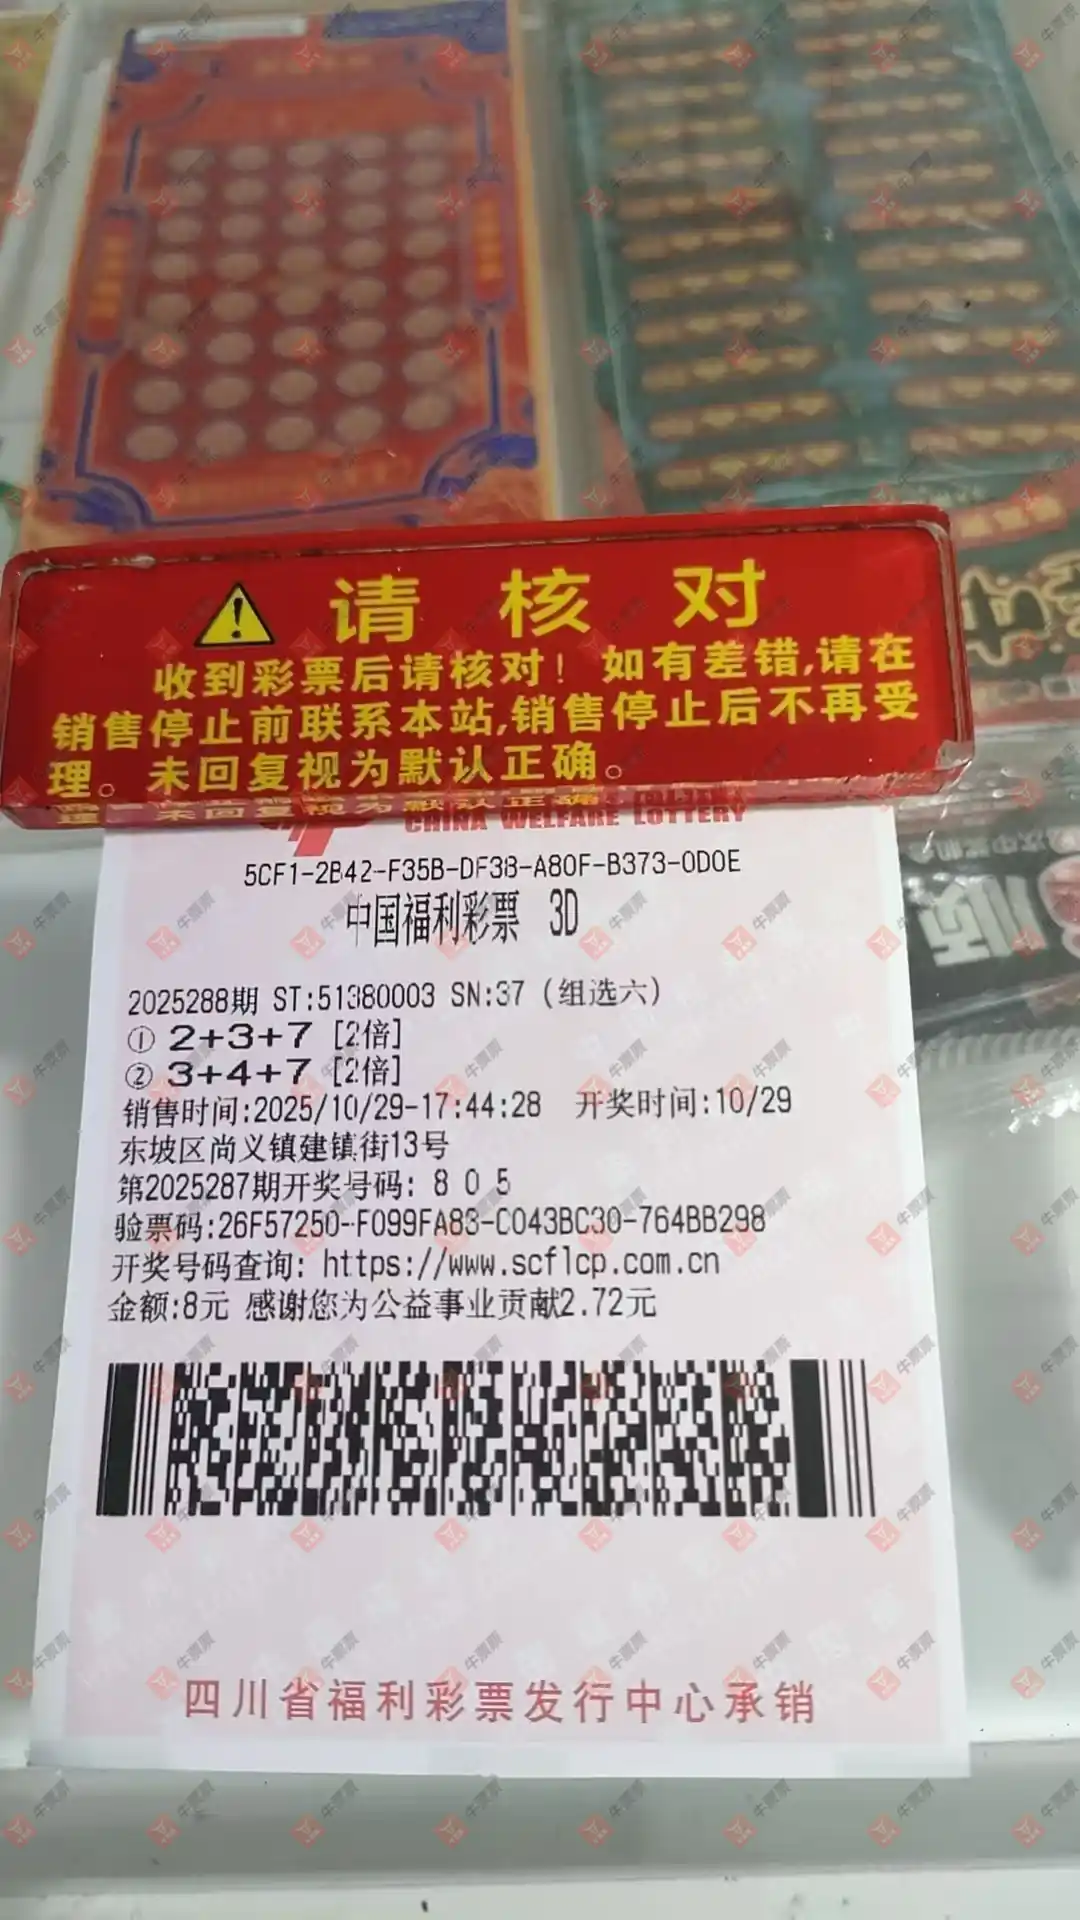 请核对
收到彩票后请核对！如有差错,请在
销售停止前联系本站,销售停止后不再受
理。未回复视为默认正确。
CHINA WELFARE LOTTERY
5CF1-2B42-F35B-DF38-A80F-B373-0D0E
中国福利彩票 3D
2025288期 ST:51380003 SN:37 (组选六)
① 2+3+7 [2倍]
② 3+4+7 [2倍]
销售时间:2025/10/29-17:44:28 开奖时间:10/29
东坡区尚义镇建镇街13号
第2025287期开奖号码: 8 0 5
验票码:26F57250-F099FA83-C043BC30-764BB298
开奖号码查询: https://www.scflcp.com.cn
金额:8元 感谢您为公益事业贡献2.72元
四川省福利彩票发行中心承销
牛票票